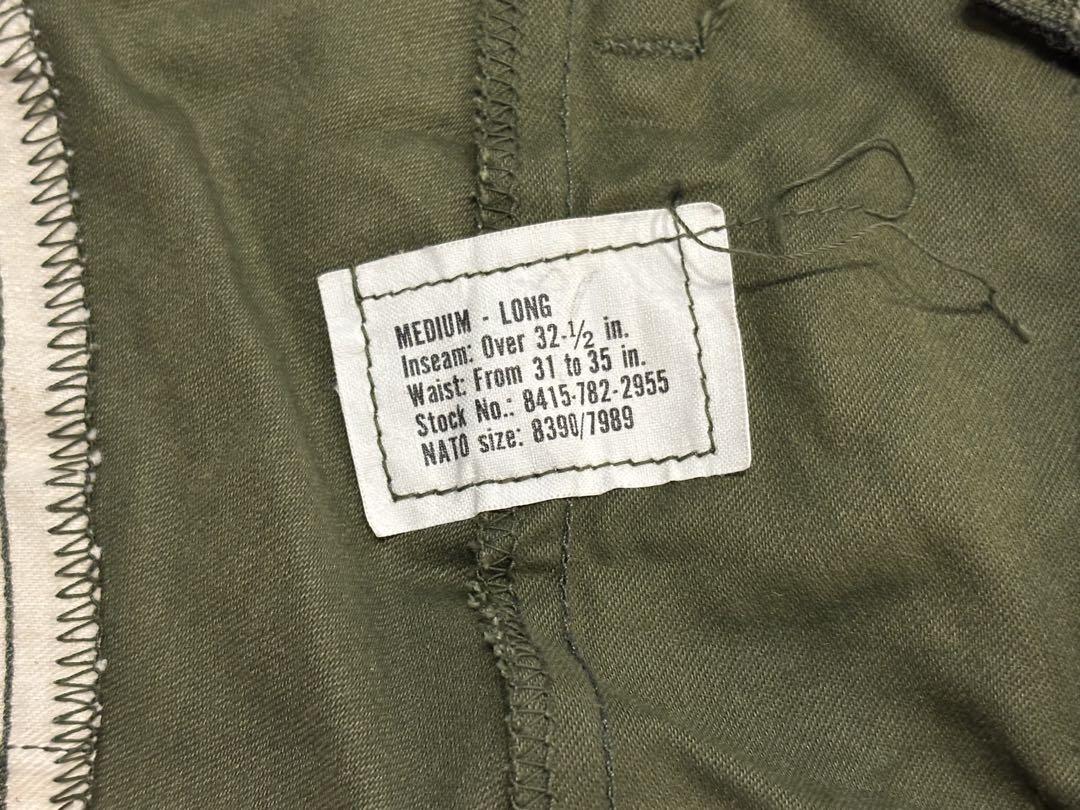 MEDIUM - LONG
Inseam: Over 32-1/2 in.
Waist: From 31 to 35 in.
Stock No.: 8415-782-2955
NATO size: 8390/7989